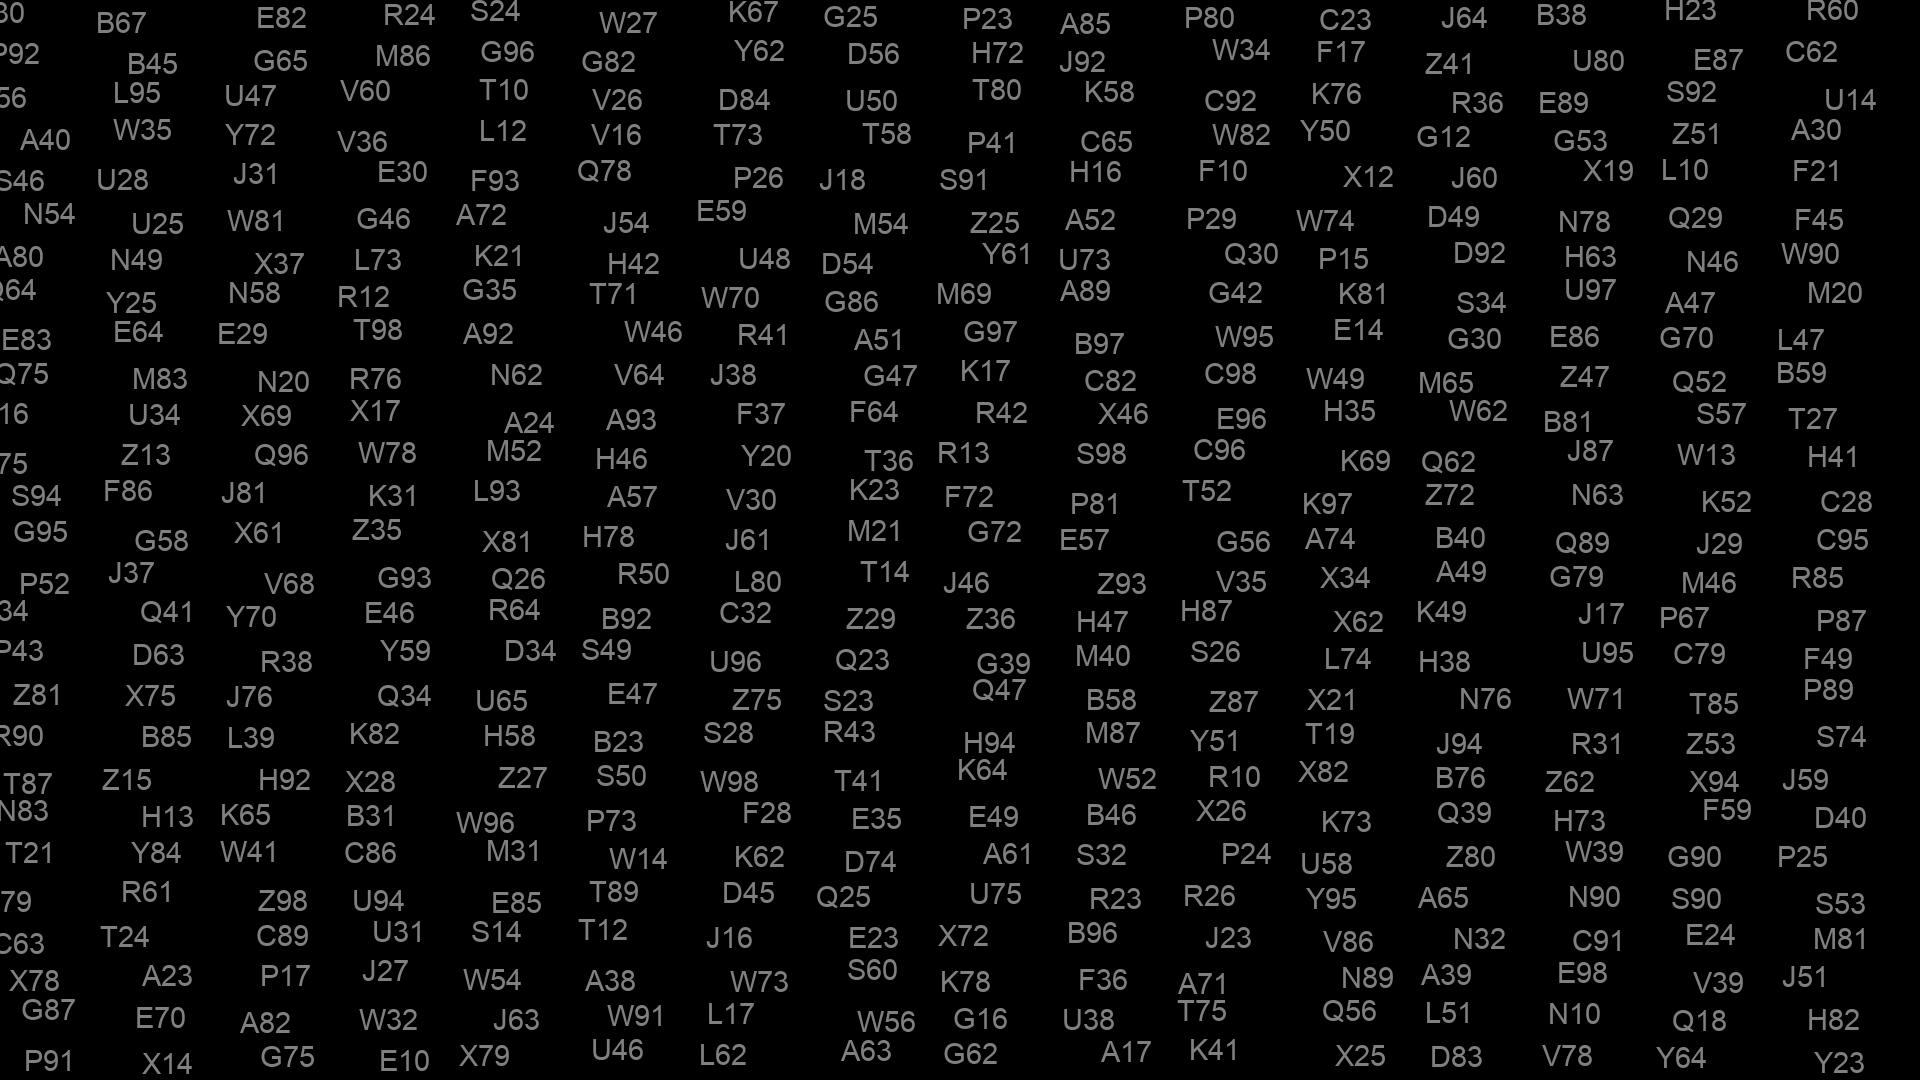 B67 E82 R24 S24 W27 K67 G25 P23 A85 P80 C23 J64 B38 H23 R60
P92 B45 G65 M86 G96 G82 Y62 D56 H72 J92 W34 F17 Z41 U80 E87 C62
56 L95 U47 V60 T10 V26 D84 U50 T80 K58 C92 K76 R36 E89 S92 U14
A40 W35 Y72 V36 L12 V16 T73 T58 P41 C65 W82 Y50 G12 G53 Z51 A30
S46 U28 J31 E30 F93 Q78 P26 J18 S91 H16 F10 X12 J60 X19 L10 F21
N54 U25 W81 G46 A72 J54 E59 M54 Z25 A52 P29 W74 D49 N78 Q29 F45
A80 N49 X37 L73 K21 H42 U48 D54 Y61 U73 Q30 P15 D92 H63 N46 W90
Q64 Y25 N58 R12 G35 T71 W70 G86 M69 A89 G42 K81 S34 U97 A47 M20
E83 E64 E29 T98 A92 W46 R41 A51 G97 B97 W95 E14 G30 E86 G70 L47
Q75 M83 N20 R76 N62 V64 J38 G47 K17 C82 C98 W49 M65 Z47 Q52 B59
16 U34 X69 X17 A24 A93 F37 F64 R42 X46 E96 H35 W62 B81 S57 T27
75 Z13 Q96 W78 M52 H46 Y20 T36 R13 S98 C96 K69 Q62 J87 W13 H41
S94 F86 J81 K31 L93 A57 V30 K23 F72 P81 T52 K97 Z72 N63 K52 C28
G95 G58 X61 Z35 X81 H78 J61 M21 G72 E57 G56 A74 B40 Q89 J29 C95
P52 J37 V68 G93 Q26 R50 L80 T14 J46 Z93 V35 X34 A49 G79 M46 R85
34 Q41 Y70 E46 R64 B92 C32 Z29 Z36 H47 H87 X62 K49 J17 P67 P87
P43 D63 R38 Y59 D34 S49 U96 Q23 G39 M40 S26 L74 H38 U95 C79 F49
Z81 X75 J76 Q34 U65 E47 Z75 S23 Q47 B58 Z87 X21 N76 W71 T85 P89
R90 B85 L39 K82 H58 B23 S28 R43 H94 M87 Y51 T19 J94 R31 Z53 S74
T87 Z15 H92 X28 Z27 S50 W98 T41 K64 W52 R10 X82 B76 Z62 X94 J59
N83 H13 K65 B31 W96 P73 F28 E35 E49 B46 X26 K73 Q39 H73 F59 D40
T21 Y84 W41 C86 M31 W14 K62 D74 A61 S32 P24 U58 Z80 W39 G90 P25
79 R61 Z98 U94 E85 T89 D45 Q25 U75 R23 R26 Y95 A65 N90 S90 S53
C63 T24 C89 U31 S14 T12 J16 E23 X72 B96 J23 V86 N32 C91 E24 M81
X78 A23 P17 J27 W54 A38 W73 S60 K78 F36 A71 N89 A39 E98 V39 J51
G87 E70 A82 W32 J63 W91 L17 W56 G16 U38 T75 Q56 L51 N10 Q18 H82
P91 X14 G75 E10 X79 U46 L62 A63 G62 A17 K41 X25 D83 V78 Y64 Y23